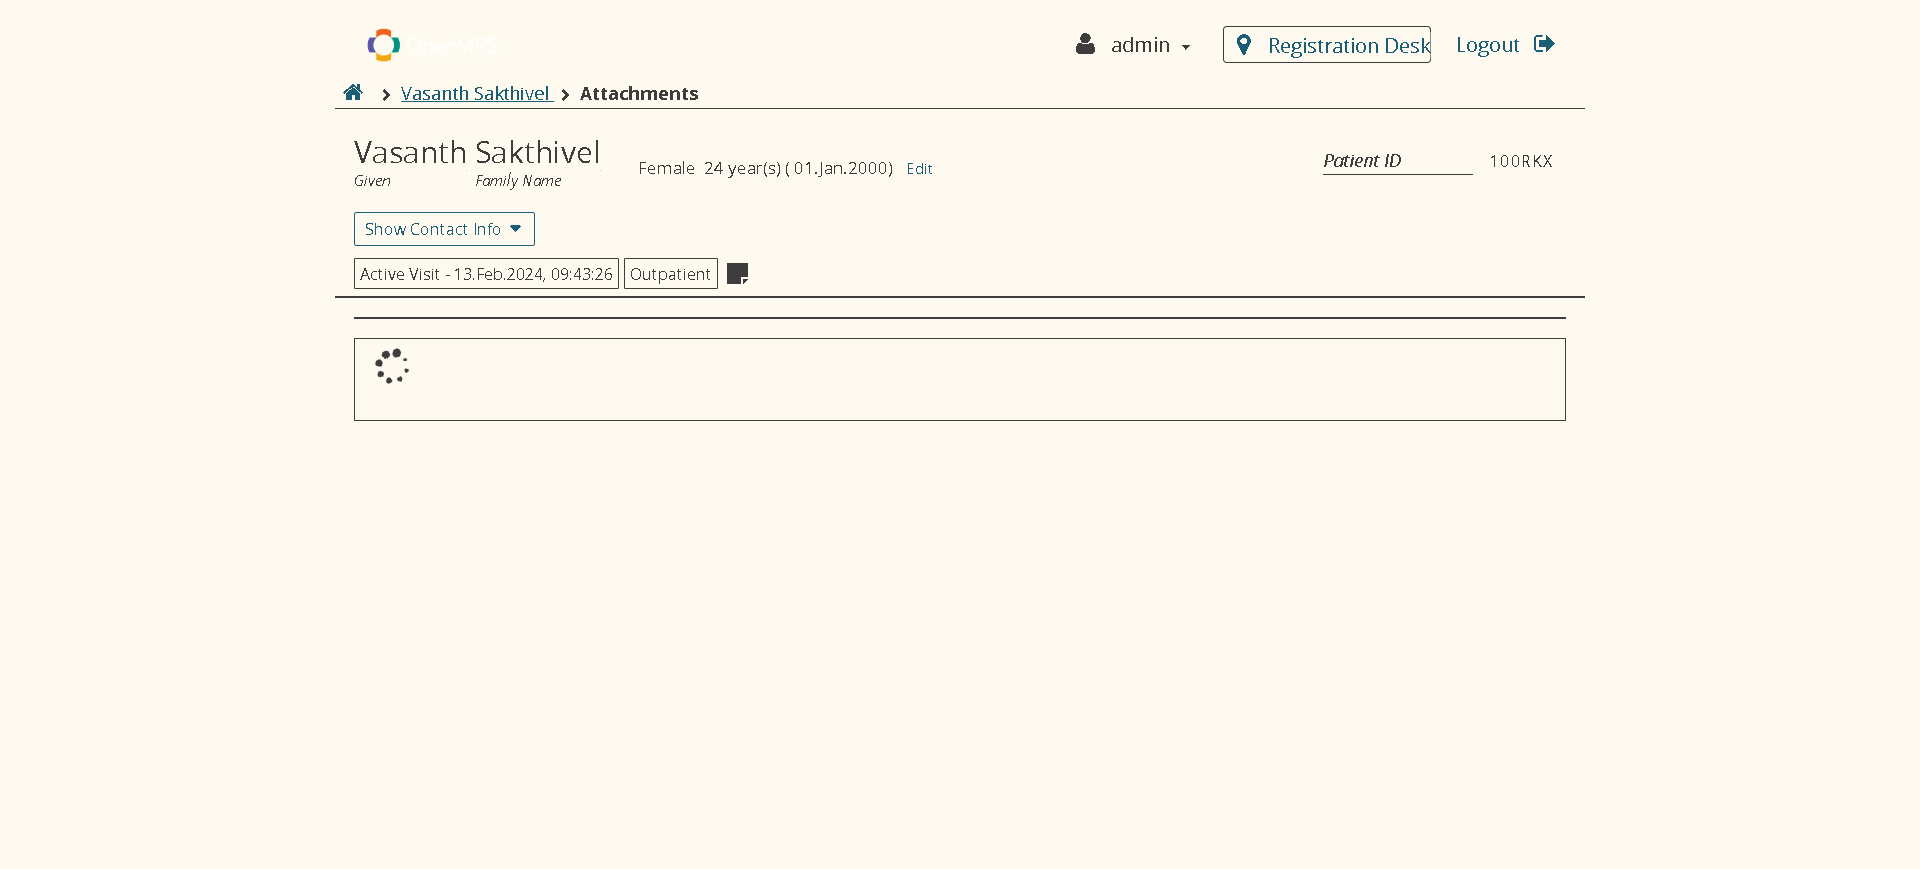 OpenMRS
admin
Registration Desk
Logout
Vasanth Sakthivel
Attachments
Vasanth Sakthivel
Given Family Name
Female 24 year(s) ( 01.Jan.2000) Edit
Patient ID 100RKX
Show Contact Info
Active Visit - 13.Feb.2024, 09:43:26 Outpatient